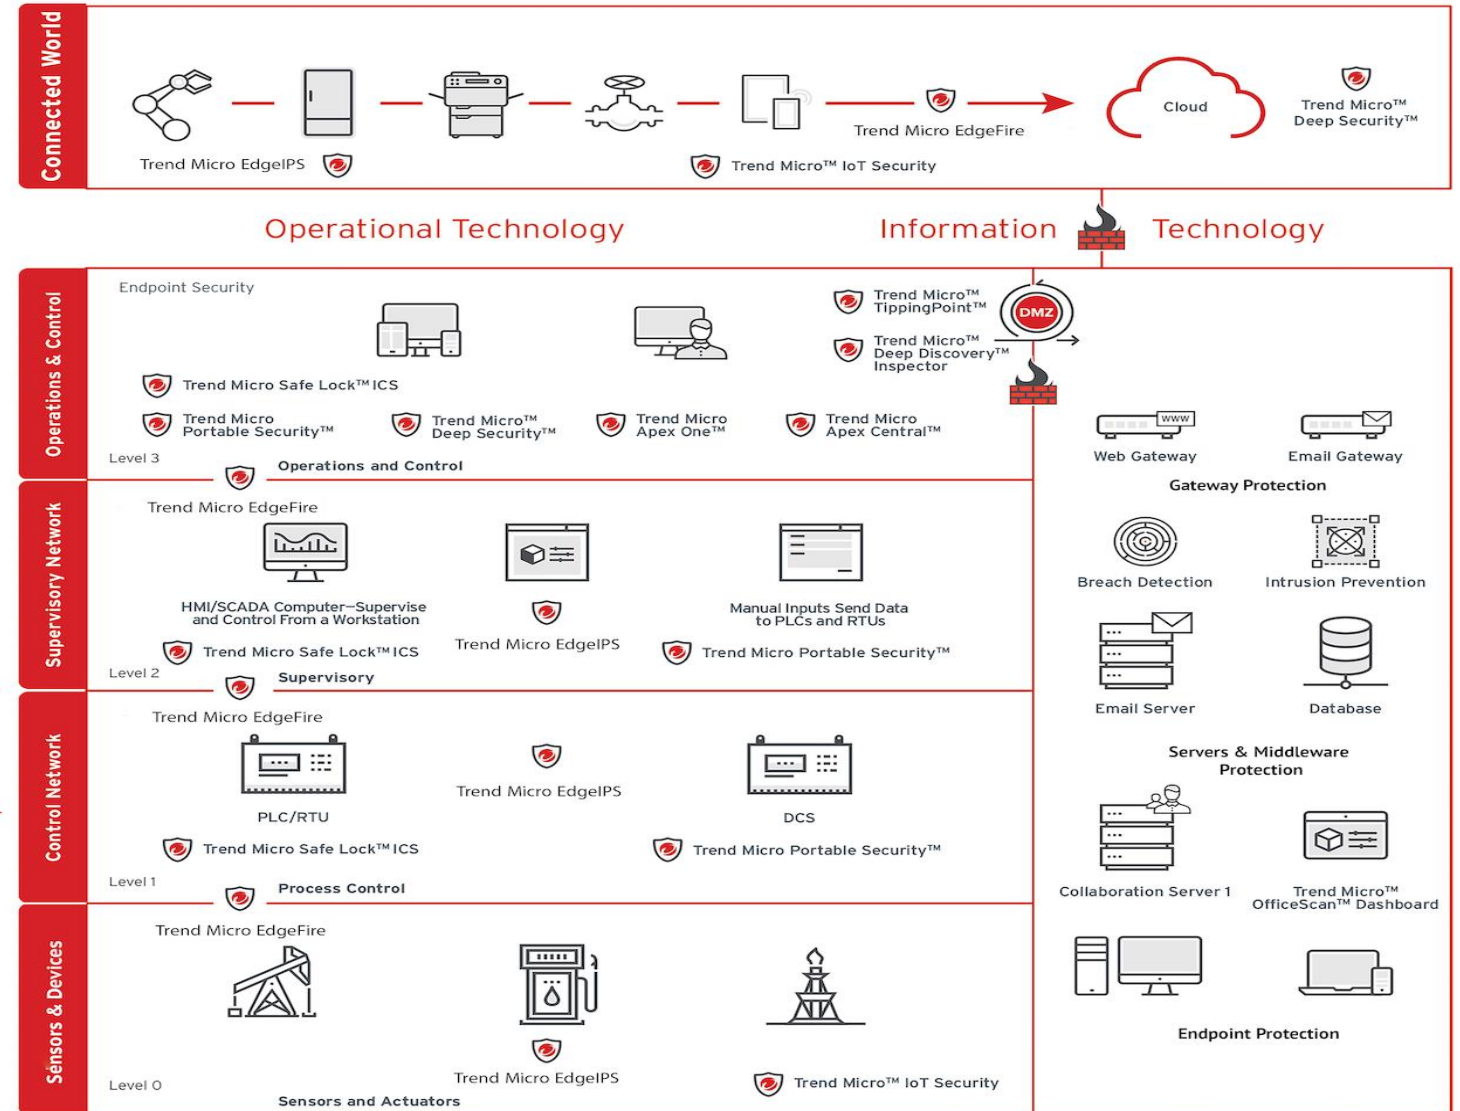 Connected World
Cloud
Trend Micro™
Deep Security™
Trend Micro EdgeFire
Trend Micro EdgeIPS
Trend Micro™ IoT Security
Operational Technology
Information
Technology
Operations & Control
Endpoint Security
Trend Micro™
TippingPoint™
DMZ
Trend Micro™
Deep Discovery™
Inspector
Trend Micro Safe Lock™ ICS
Trend Micro
Portable Security™
Trend Micro™
Deep Security™
Trend Micro
Apex One™
Trend Micro
Apex Central™
Level 3
Operations and Control
Supervisory Network
Trend Micro EdgeFire
HMI/SCADA Computer—Supervise
and Control From a Workstation
Trend Micro EdgeIPS
Manual Inputs Send Data
to PLCs and RTUs
Trend Micro Safe Lock™ ICS
Trend Micro Portable Security™
Level 2
Supervisory
Control Network
Trend Micro EdgeFire
Trend Micro EdgeIPS
PLC/RTU
DCS
Trend Micro Safe Lock™ ICS
Trend Micro Portable Security™
Level 1
Process Control
Sensors & Devices
Trend Micro EdgeFire
Trend Micro EdgeIPS
Trend Micro™ IoT Security
Level 0
Sensors and Actuators
WWW
Web Gateway
Email Gateway
Gateway Protection
Breach Detection
Intrusion Prevention
Email Server
Database
Servers & Middleware
Protection
Collaboration Server 1
Trend Micro™
OfficeScan™ Dashboard
Endpoint Protection